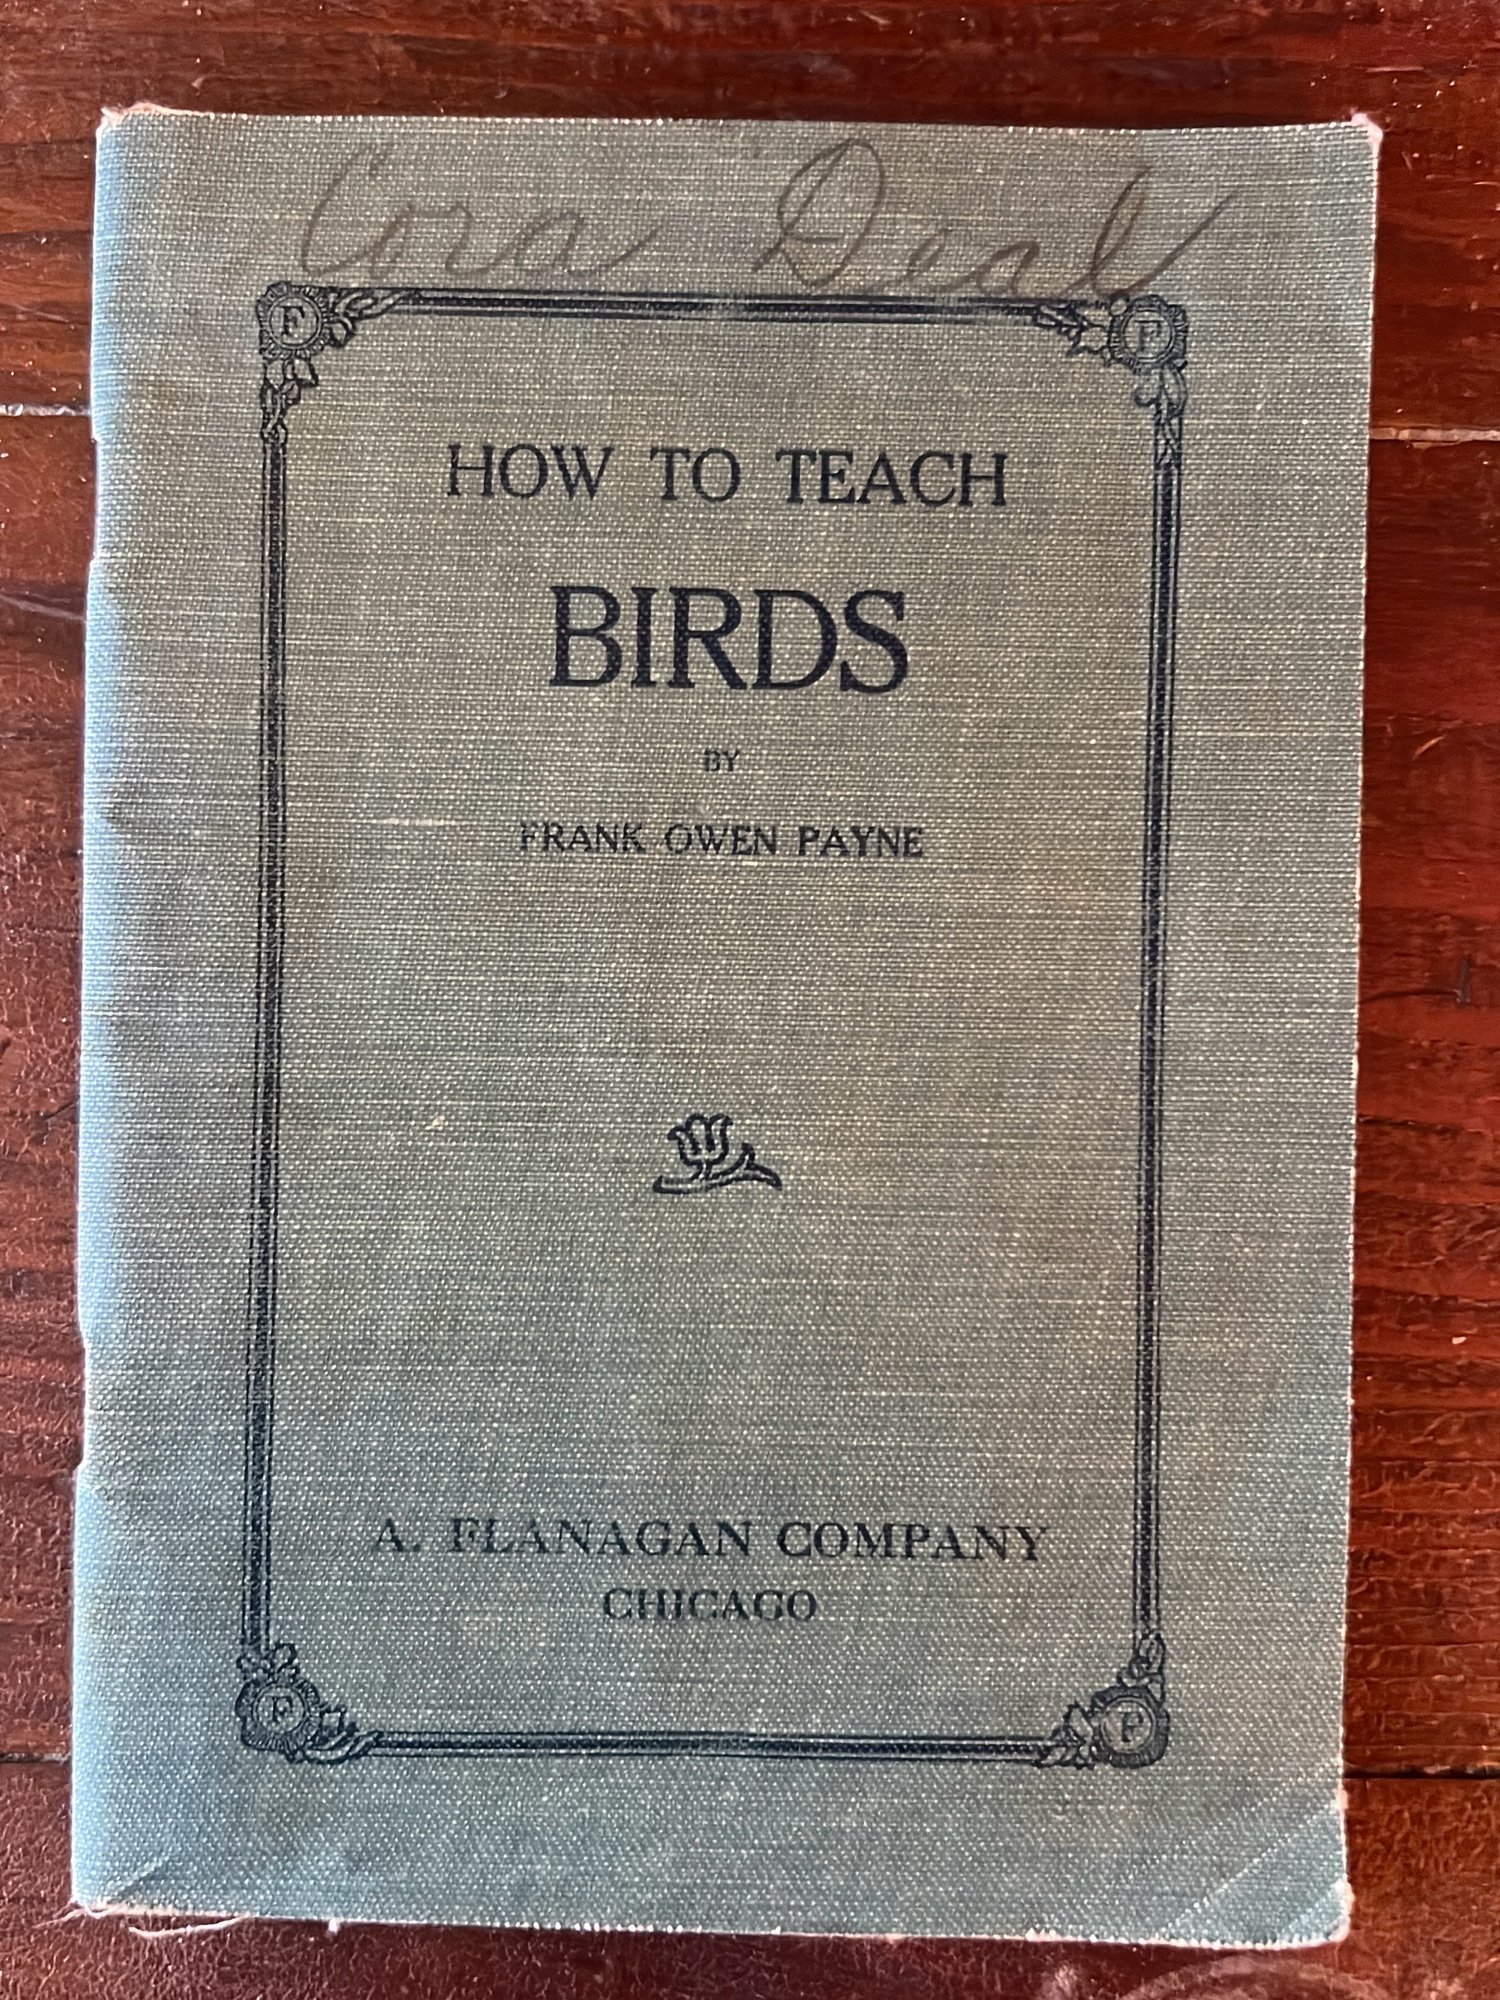 Cora Deal
F F
HOW TO TEACH
BIRDS
BY
FRANK OWEN PAYNE
A. FLANAGAN COMPANY
CHICAGO
F F